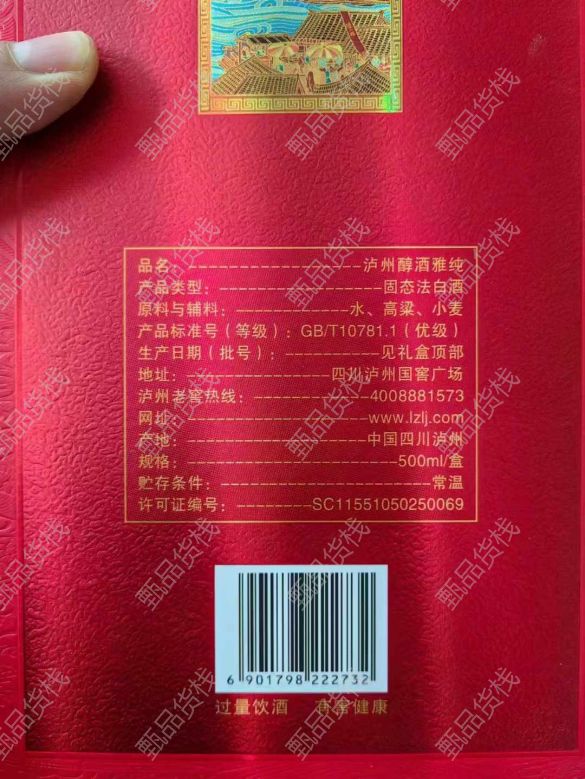 品名：-----------------泸州醇酒雅纯
产品类型：----------------固态法白酒
原料与辅料：-----------水、高粱、小麦
产品标准号（等级）：GB/T10781.1（优级）
生产日期（批号）：----------见礼盒顶部
地址：--------------四川泸州国窖广场
泸州老窖热线：-----------4008881573
网址：------------------www.lzlj.com
产地：------------------中国四川泸州
规格：---------------------500ml/盒
贮存条件：---------------------常温
许可证编号：--------SC11551050250069
6 901798 222732
过量饮酒 有害健康
甄品货栈